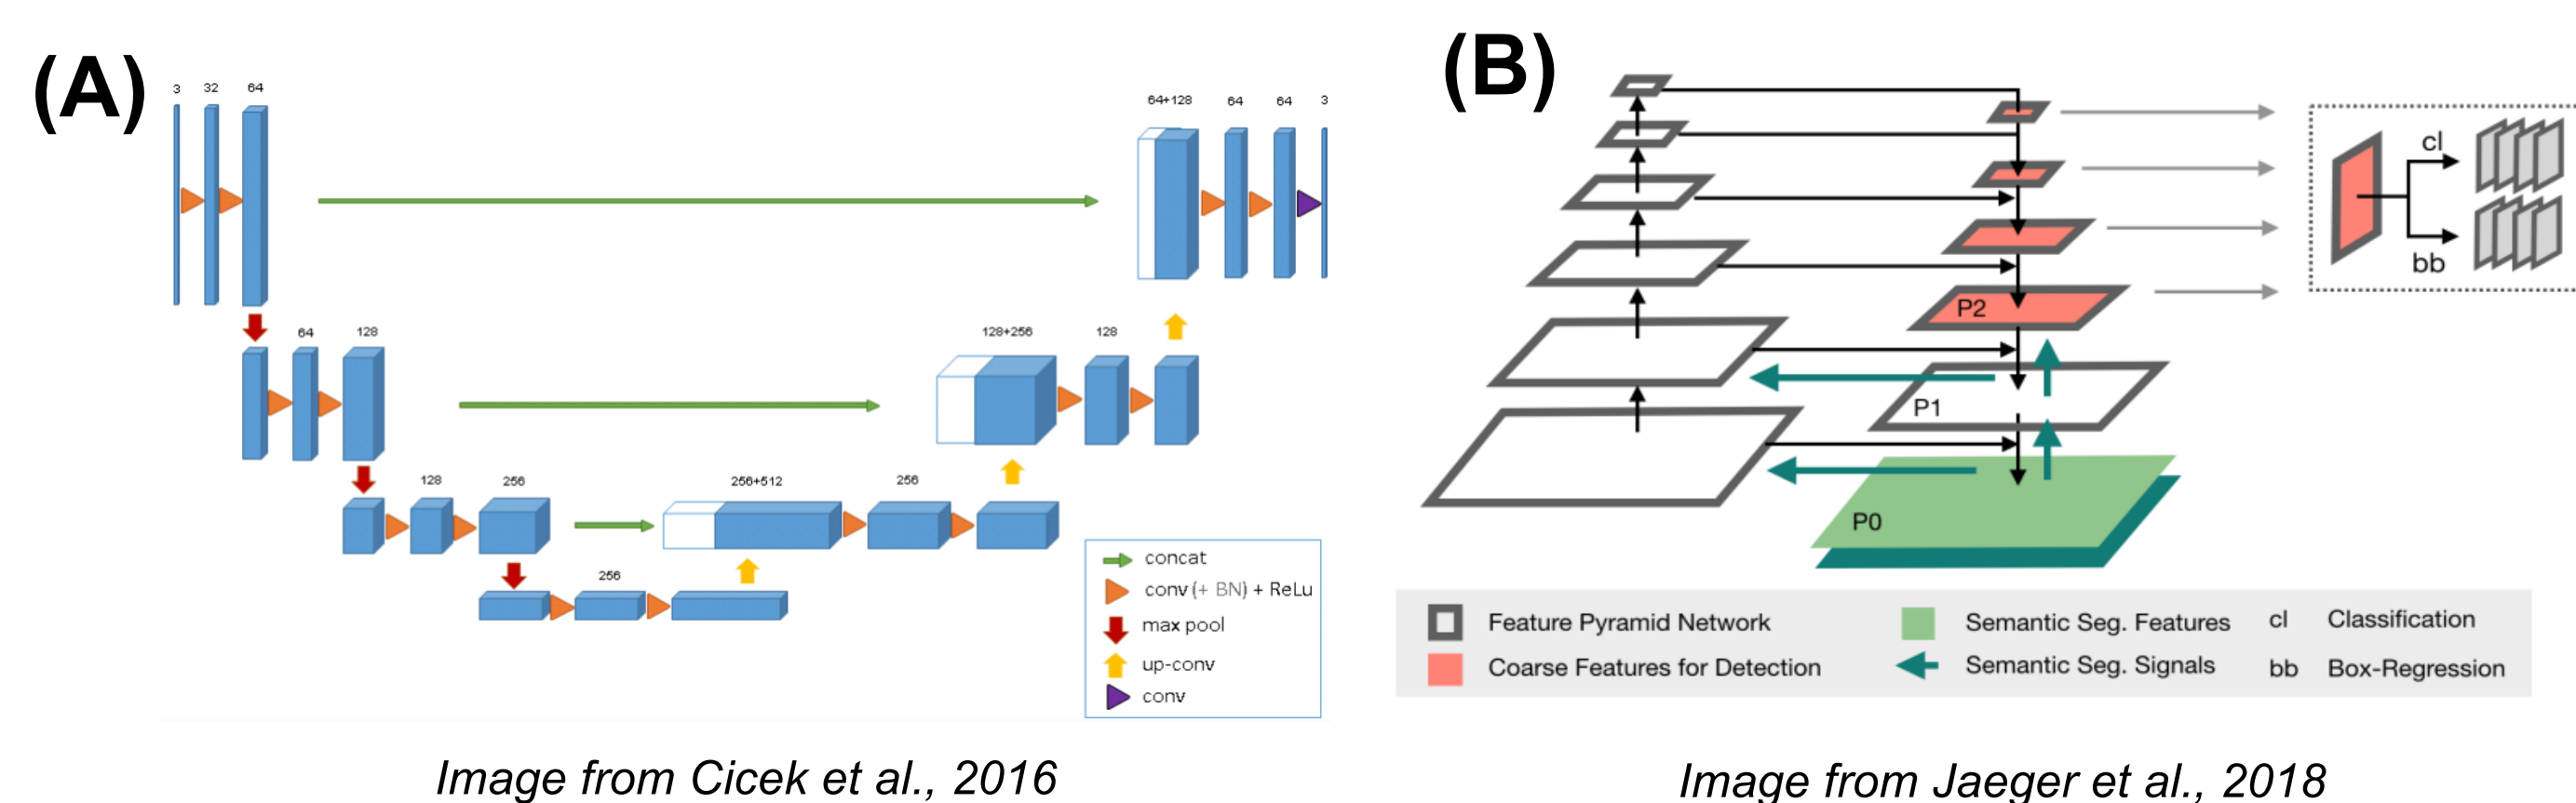 (A)
3 32 64
64+128 64 64 3
64 128
128+256 128
128 256
256+512 256
256
concat
conv (+ BN) + ReLu
max pool
up-conv
conv
Image from Cicek et al., 2016
(B)
cl
bb
P2
P1
P0
Feature Pyramid Network
Coarse Features for Detection
Semantic Seg. Features
Semantic Seg. Signals
cl Classification
bb Box-Regression
Image from Jaeger et al., 2018